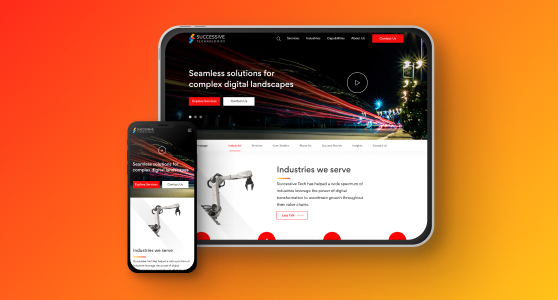 SUCCESSIVE
TECHNOLOGY
Services
Industries
Capabilities
About Us
Contact Us
Seamless solutions for
complex digital landscapes
Explore Services
Contact Us
Industries
Services
Case Studies
About Us
Success Stories
Insights
Contact Us
Industries we serve
Successive Tech has helped a wide spectrum of
industries leverage the power of digital
transformation to accelerate growth throughout
their value chains.
Lets Talk
SUCCESSIVE
Seamless solutions for
complex digital landscapes
Explore Services
Contact Us
Industries we serve
Successive Tech has helped a wide spectrum of
industries leverage the power of digital